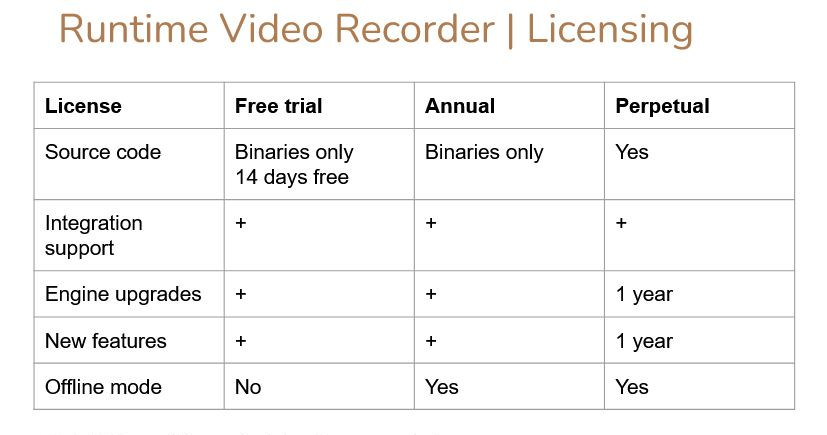 Runtime Video Recorder | Licensing
License Free trial Annual Perpetual
Source code Binaries only Binaries only Yes
14 days free
Integration + + +
support
Engine upgrades + + 1 year
New features + + 1 year
Offline mode No Yes Yes